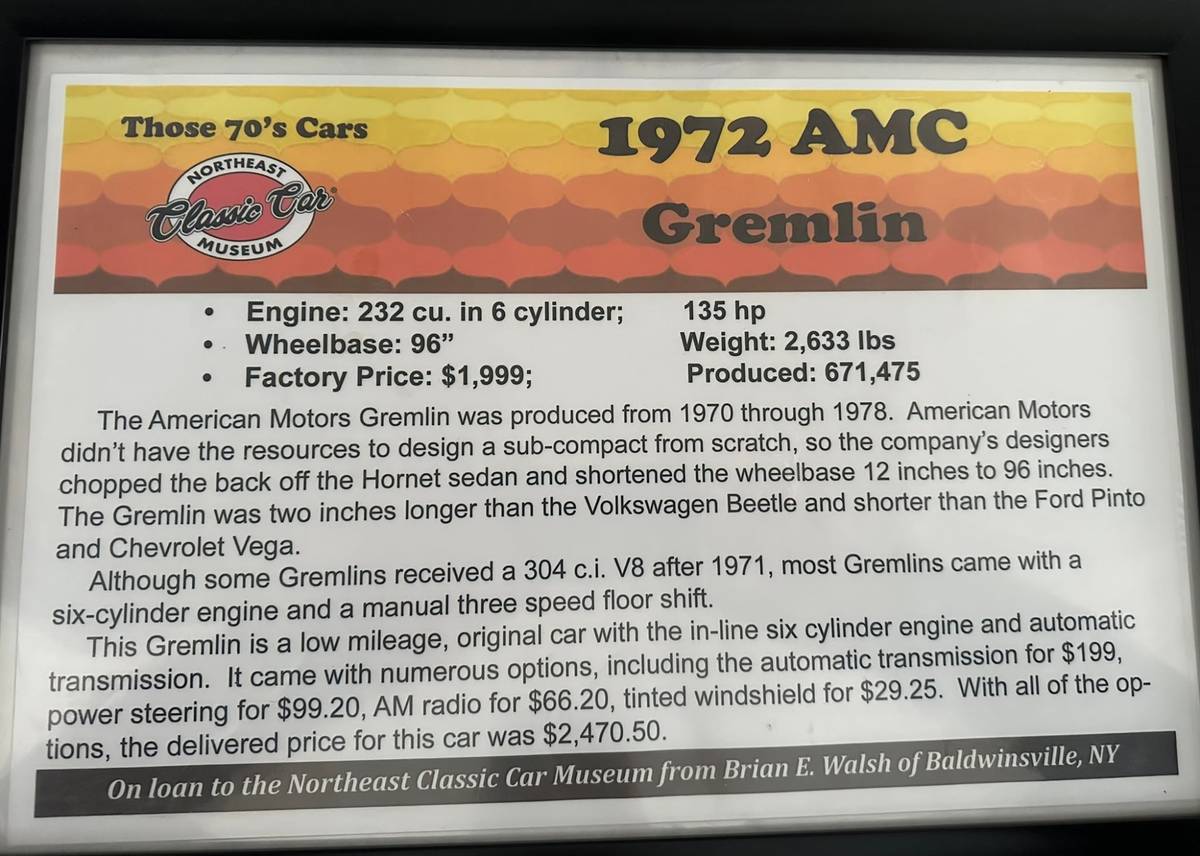 Those 70's Cars
NORTHEAST
Classic Car®
MUSEUM
1972 AMC
Gremlin
• Engine: 232 cu. in 6 cylinder; 135 hp
• Wheelbase: 96” Weight: 2,633 lbs
• Factory Price: $1,999; Produced: 671,475
The American Motors Gremlin was produced from 1970 through 1978. American Motors
didn’t have the resources to design a sub-compact from scratch, so the company’s designers
chopped the back off the Hornet sedan and shortened the wheelbase 12 inches to 96 inches.
The Gremlin was two inches longer than the Volkswagen Beetle and shorter than the Ford Pinto
and Chevrolet Vega.
Although some Gremlins received a 304 c.i. V8 after 1971, most Gremlins came with a
six-cylinder engine and a manual three speed floor shift.
This Gremlin is a low mileage, original car with the in-line six cylinder engine and automatic
transmission. It came with numerous options, including the automatic transmission for $199,
power steering for $99.20, AM radio for $66.20, tinted windshield for $29.25. With all of the op-
tions, the delivered price for this car was $2,470.50.
On loan to the Northeast Classic Car Museum from Brian E. Walsh of Baldwinsville, NY